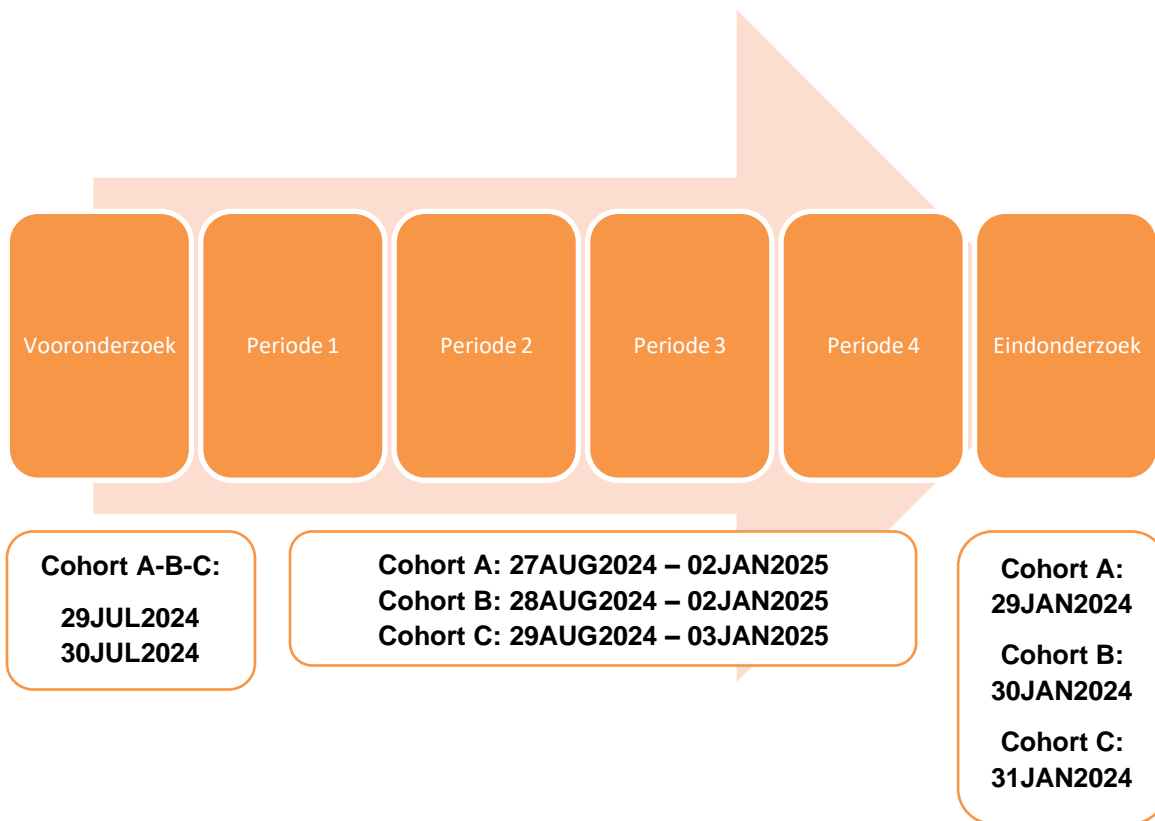 Vooronderzoek
Periode 1
Periode 2
Periode 3
Periode 4
Eindonderzoek
Cohort A-B-C:
29JUL2024
30JUL2024
Cohort A: 27AUG2024 – 02JAN2025
Cohort B: 28AUG2024 – 02JAN2025
Cohort C: 29AUG2024 – 03JAN2025
Cohort A:
29JAN2024
Cohort B:
30JAN2024
Cohort C:
31JAN2024